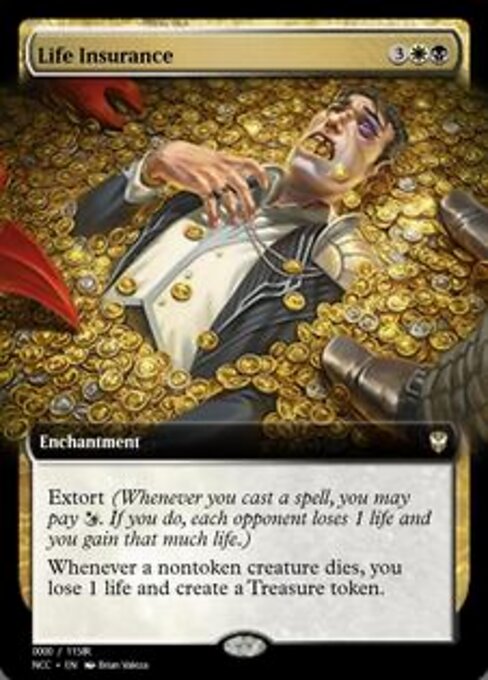 Life Insurance 3
Enchantment
Extort (Whenever you cast a spell, you may
pay . If you do, each opponent loses 1 life and
you gain that much life.)
Whenever a nontoken creature dies, you
lose 1 life and create a Treasure token.
NCC • EN Brian Valeza